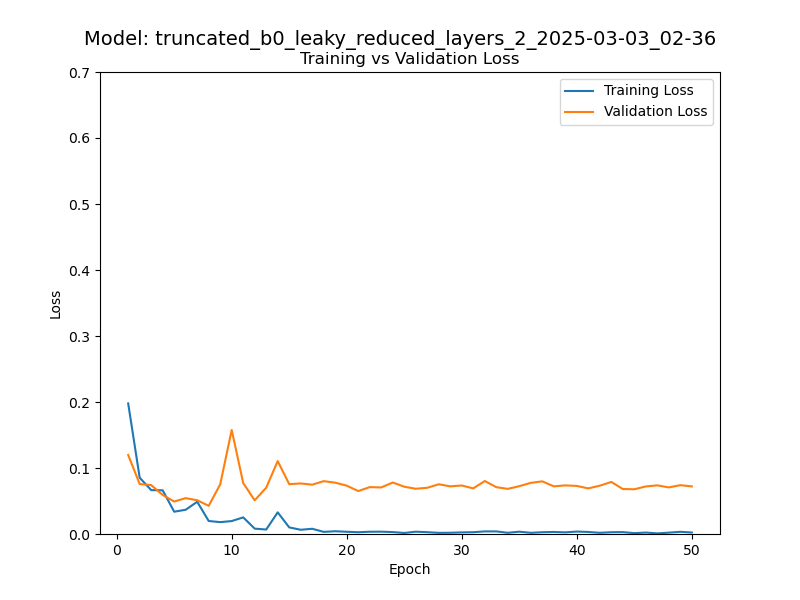 Model: truncated_b0_leaky_reduced_layers_2_2025-03-03_02-36
Training vs Validation Loss
Training Loss
Validation Loss
0.7
0.6
0.5
0.4
0.3
0.2
0.1
0.0
Loss
0 10 20 30 40 50
Epoch